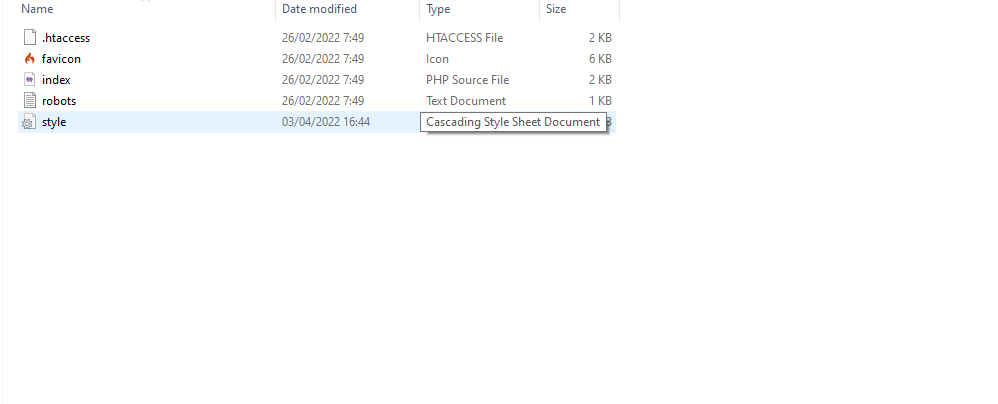 Name Date modified Type Size
.htaccess 26/02/2022 7:49 HTACCESS File 2 KB
favicon 26/02/2022 7:49 Icon 6 KB
index 26/02/2022 7:49 PHP Source File 2 KB
robots 26/02/2022 7:49 Text Document 1 KB
style 03/04/2022 16:44 Cascading Style Sheet Document